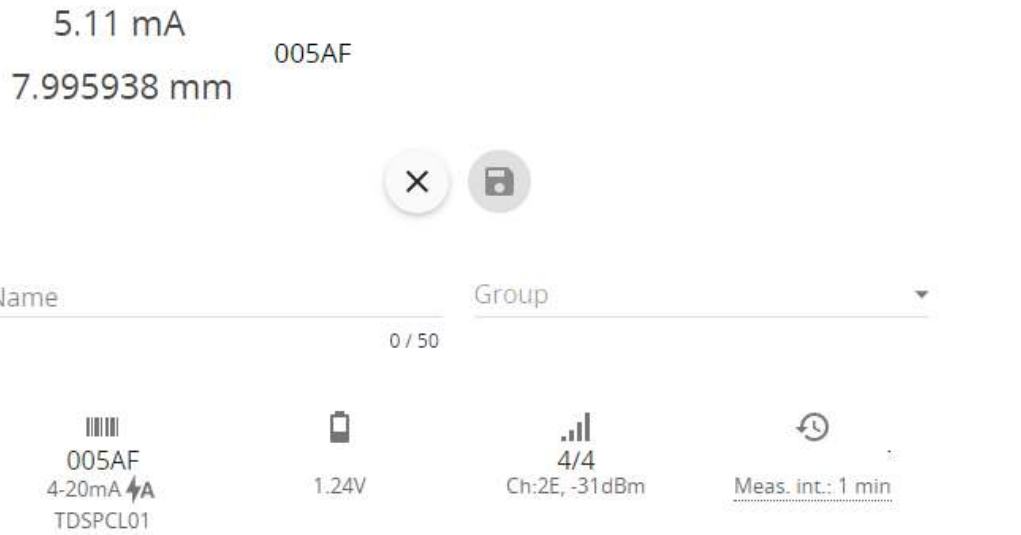 5.11 mA
005AF
7.995938 mm
Name
Group
0 / 50
005AF
4-20mA A
TDSPCL01
1.24V
4/4
Ch:2E, -31dBm
Meas. int.: 1 min